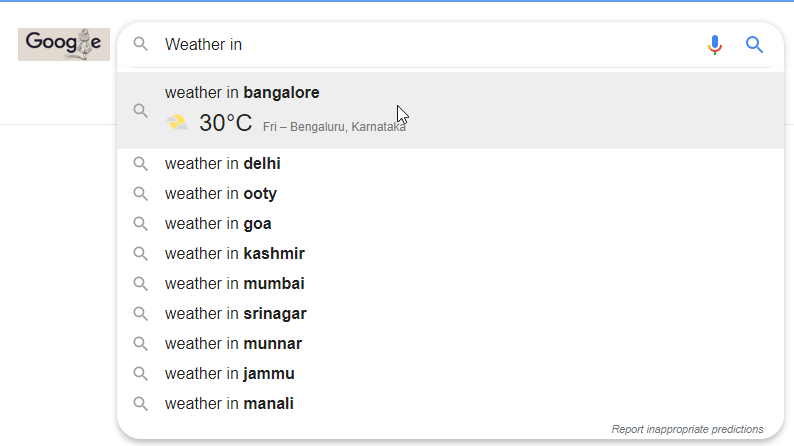 Google
Weather in
weather in bangalore
30°C Fri – Bengaluru, Karnataka
weather in delhi
weather in ooty
weather in goa
weather in kashmir
weather in mumbai
weather in srinagar
weather in munnar
weather in jammu
weather in manali
Report inappropriate predictions